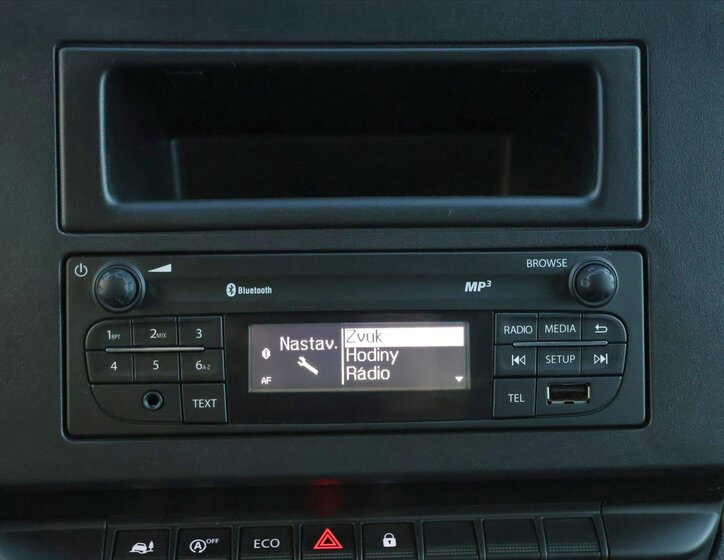 BROWSE
Bluetooth
MP3
1RPT 2MIX 3
4 5 6A-Z
TEXT
Nastav.
AF
Zvuk
Hodiny
Rádio
RADIO MEDIA
SETUP
TEL
A OFF
ECO